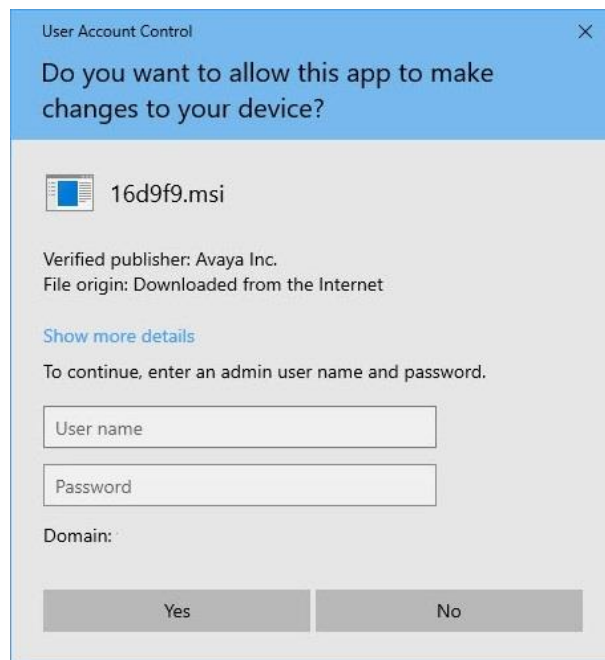 User Account Control
Do you want to allow this app to make
changes to your device?
16d9f9.msi
Verified publisher: Avaya Inc.
File origin: Downloaded from the Internet
Show more details
To continue, enter an admin user name and password.
User name
Password
Domain:
Yes
No